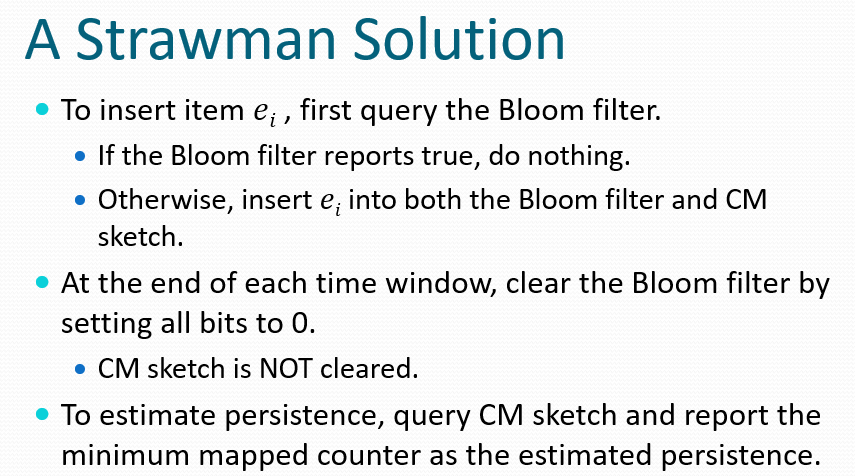 A Strawman Solution
• To insert item eᵢ , first query the Bloom filter.
• If the Bloom filter reports true, do nothing.
• Otherwise, insert eᵢ into both the Bloom filter and CM
sketch.
• At the end of each time window, clear the Bloom filter by
setting all bits to 0.
• CM sketch is NOT cleared.
• To estimate persistence, query CM sketch and report the
minimum mapped counter as the estimated persistence.